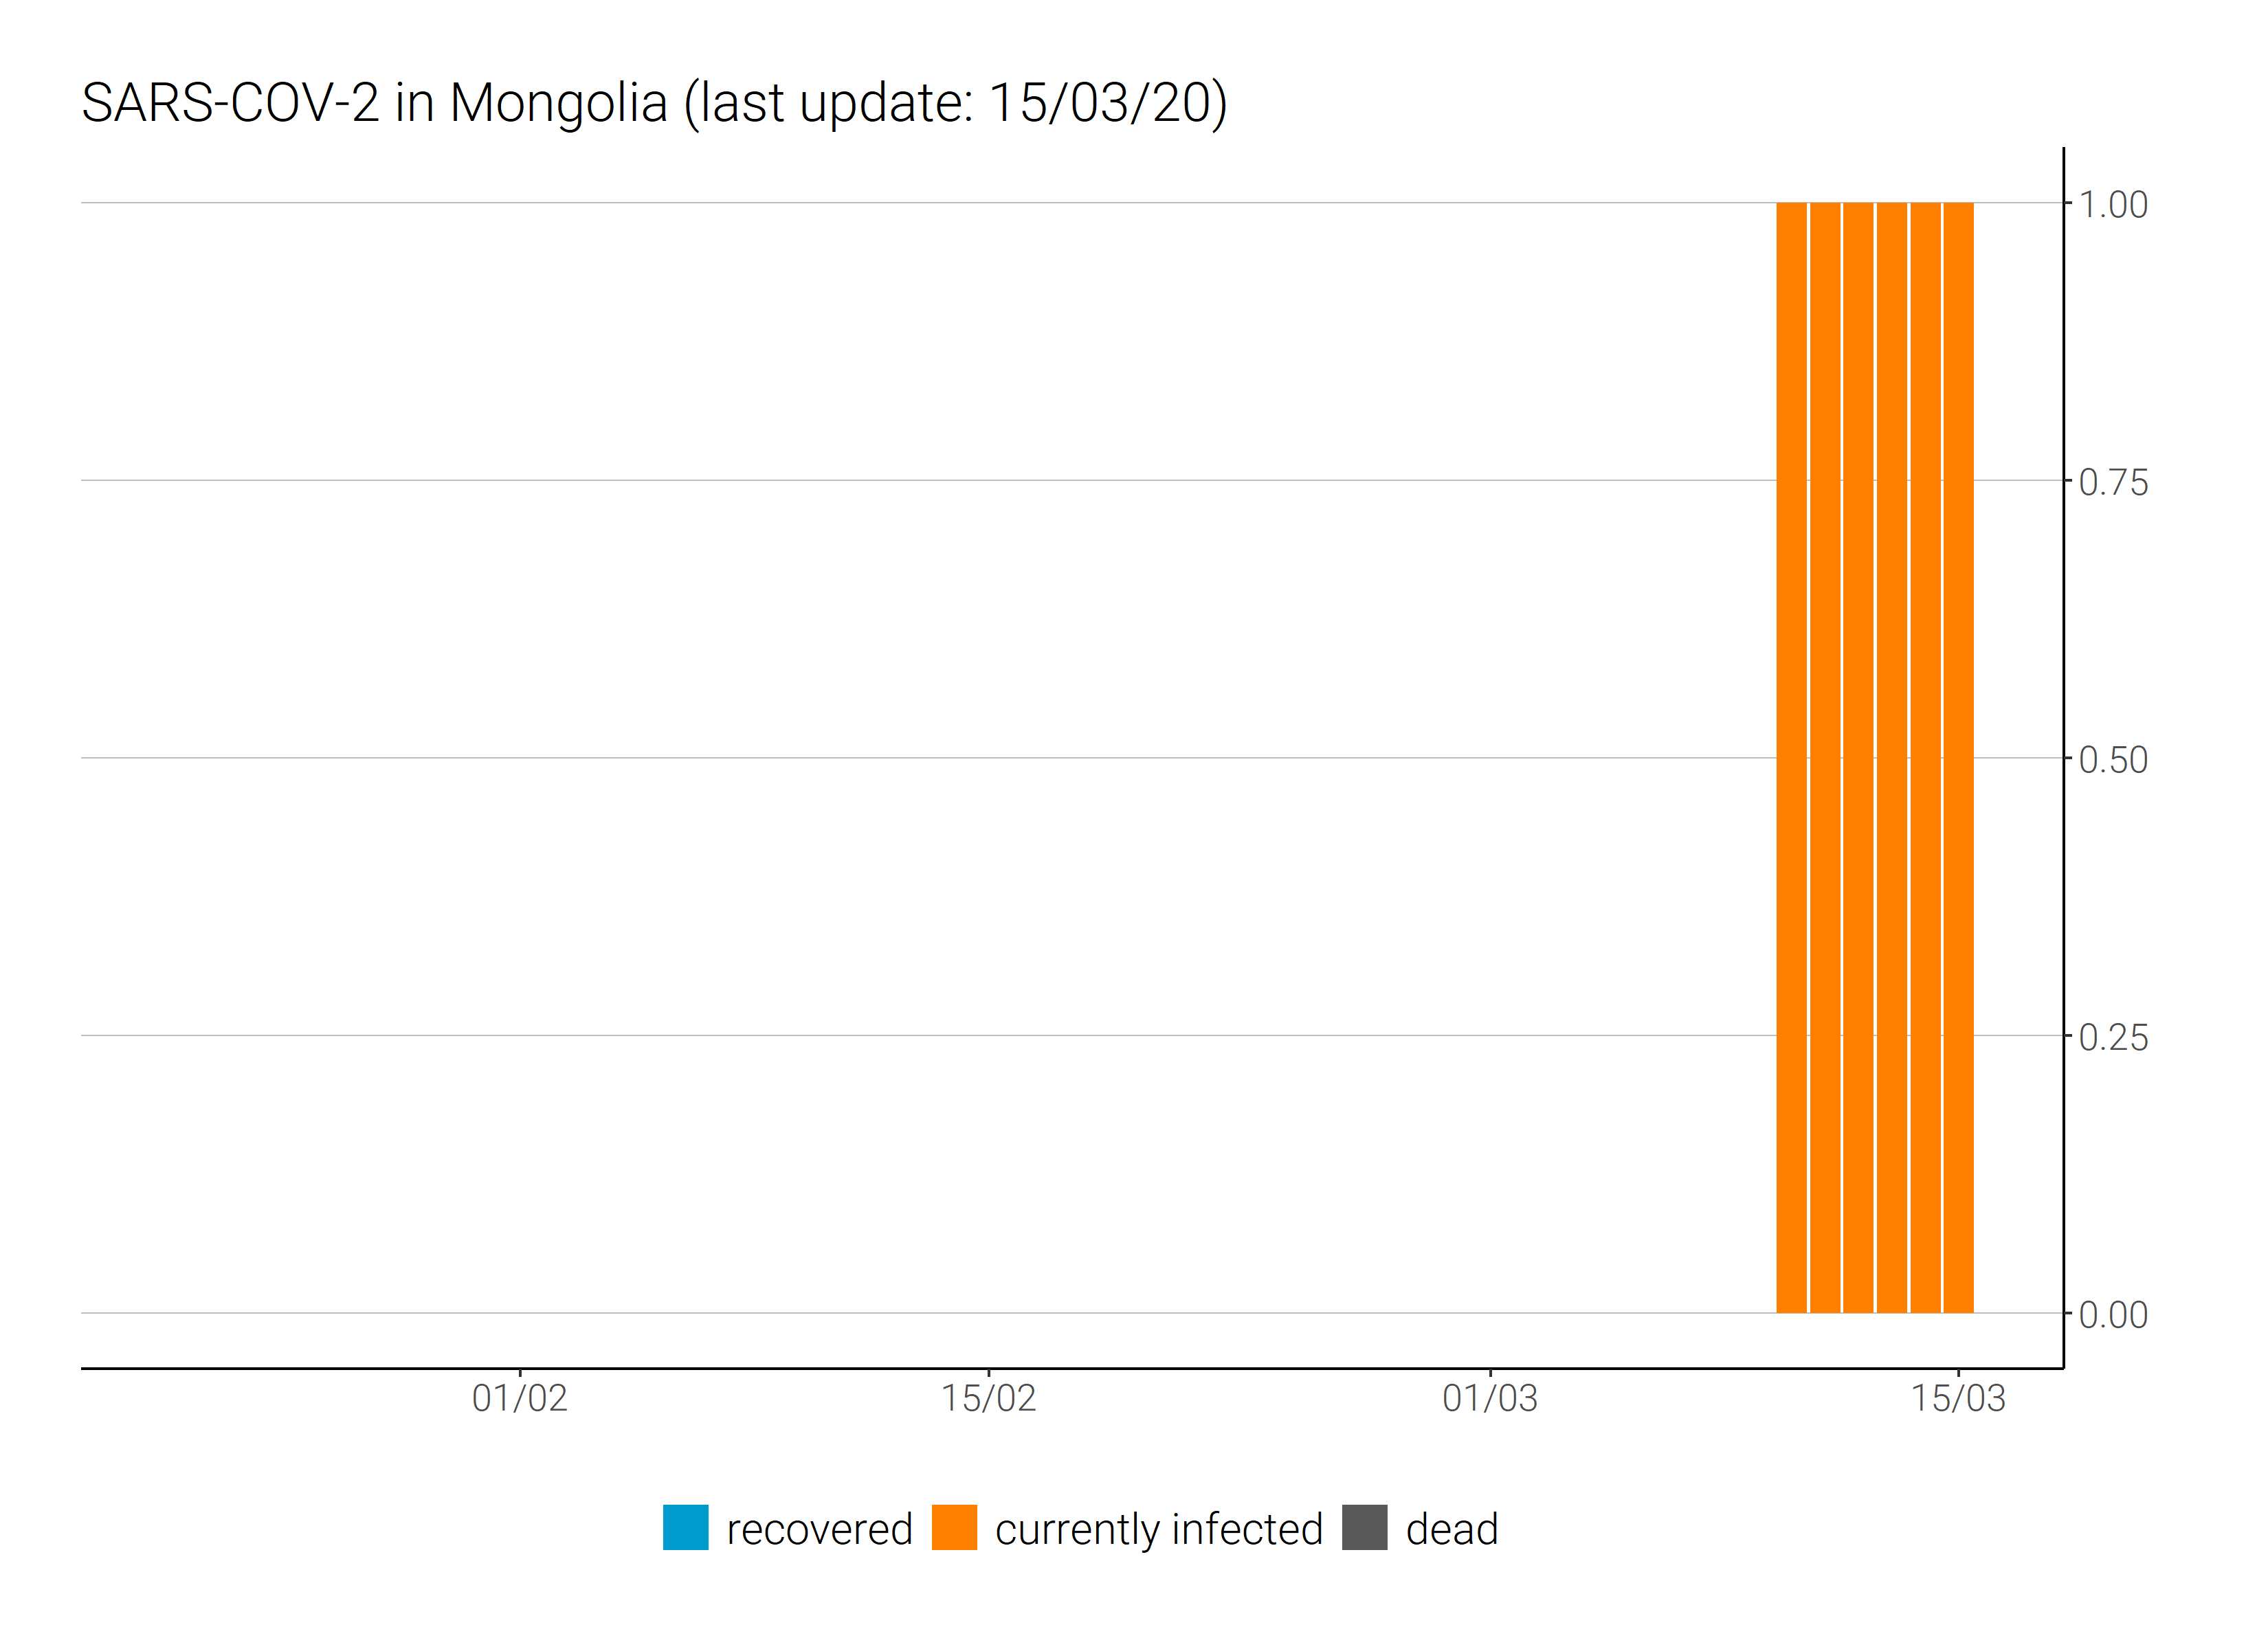 SARS-COV-2 in Mongolia (last update: 15/03/20)
1.00
0.75
0.50
0.25
0.00
01/02 15/02 01/03 15/03
recovered currently infected dead